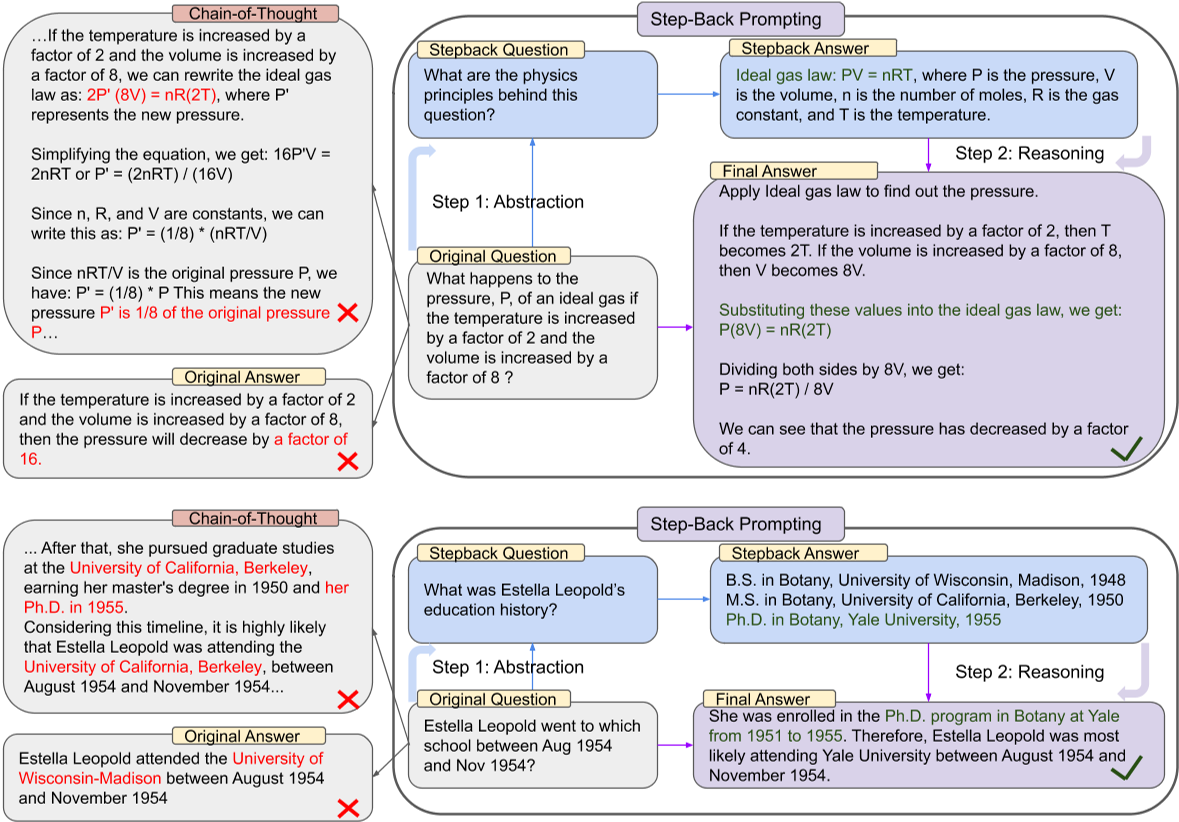 Chain-of-Thought
…If the temperature is increased by a
factor of 2 and the volume is increased by
a factor of 8, we can rewrite the ideal gas
law as: 2P' (8V) = nR(2T), where P'
represents the new pressure.
Simplifying the equation, we get: 16P'V =
2nRT or P' = (2nRT) / (16V)
Since n, R, and V are constants, we can
write this as: P' = (1/8) * (nRT/V)
Since nRT/V is the original pressure P, we
have: P' = (1/8) * P This means the new
pressure P' is 1/8 of the original pressure
P…
Original Answer
If the temperature is increased by a factor of 2
and the volume is increased by a factor of 8,
then the pressure will decrease by a factor of
16.
Step-Back Prompting
Stepback Question
What are the physics
principles behind this
question?
Stepback Answer
Ideal gas law: PV = nRT, where P is the pressure, V
is the volume, n is the number of moles, R is the gas
constant, and T is the temperature.
Step 1: Abstraction
Step 2: Reasoning
Original Question
What happens to the
pressure, P, of an ideal gas if
the temperature is increased
by a factor of 2 and the
volume is increased by a
factor of 8 ?
Final Answer
Apply Ideal gas law to find out the pressure.
If the temperature is increased by a factor of 2, then T
becomes 2T. If the volume is increased by a factor of 8,
then V becomes 8V.
Substituting these values into the ideal gas law, we get:
P(8V) = nR(2T)
Dividing both sides by 8V, we get:
P = nR(2T) / 8V
We can see that the pressure has decreased by a factor
of 4.
Chain-of-Thought
... After that, she pursued graduate studies
at the University of California, Berkeley,
earning her master's degree in 1950 and her
Ph.D. in 1955.
Considering this timeline, it is highly likely
that Estella Leopold was attending the
University of California, Berkeley, between
August 1954 and November 1954...
Original Answer
Estella Leopold attended the University of
Wisconsin-Madison between August 1954
and November 1954
Step-Back Prompting
Stepback Question
What was Estella Leopold's
education history?
Stepback Answer
B.S. in Botany, University of Wisconsin, Madison, 1948
M.S. in Botany, University of California, Berkeley, 1950
Ph.D. in Botany, Yale University, 1955
Step 1: Abstraction
Step 2: Reasoning
Original Question
Estella Leopold went to which
school between Aug 1954
and Nov 1954?
Final Answer
She was enrolled in the Ph.D. program in Botany at Yale
from 1951 to 1955. Therefore, Estella Leopold was most
likely attending Yale University between August 1954 and
November 1954.